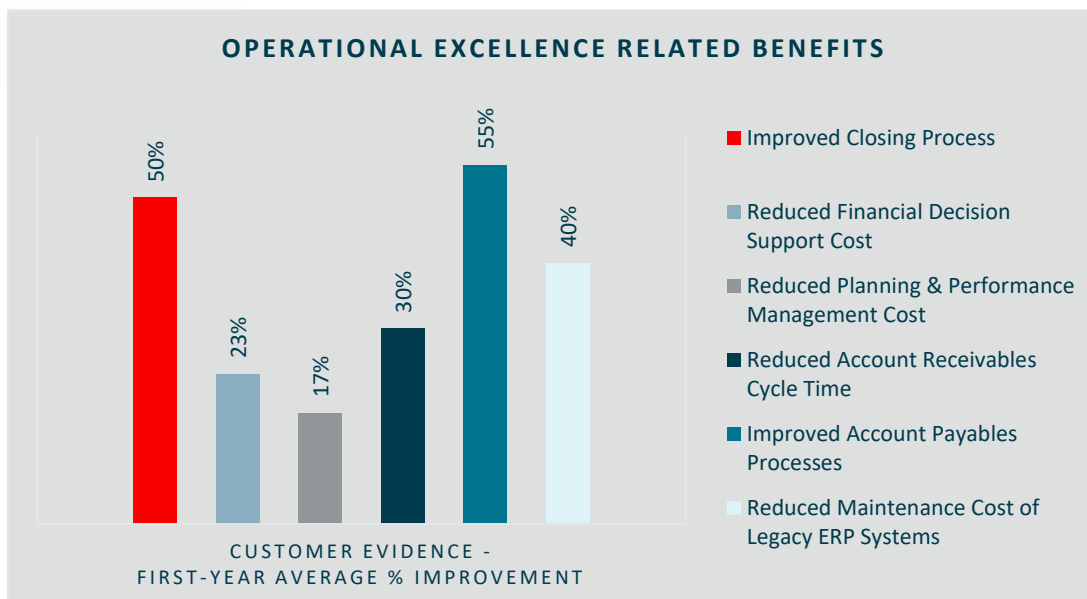 OPERATIONAL EXCELLENCE RELATED BENEFITS
50%
23%
17%
30%
55%
40%
CUSTOMER EVIDENCE -
FIRST-YEAR AVERAGE % IMPROVEMENT
Improved Closing Process
Reduced Financial Decision
Support Cost
Reduced Planning & Performance
Management Cost
Reduced Account Receivables
Cycle Time
Improved Account Payables
Processes
Reduced Maintenance Cost of
Legacy ERP Systems